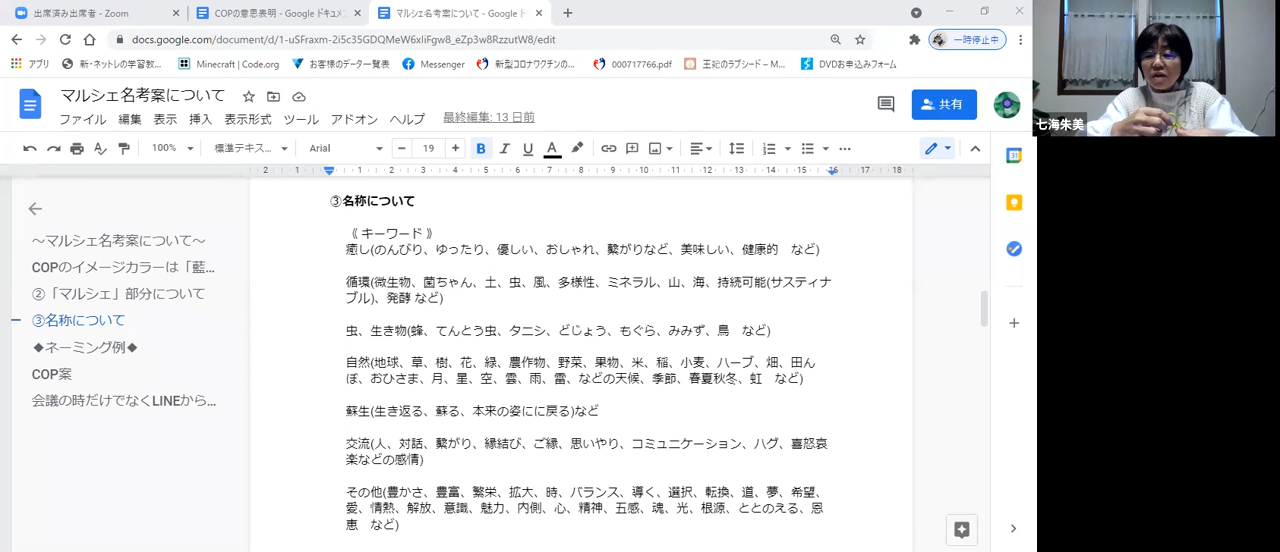 出席済み出席者 - Zoom
COPの意思表明 - Google ドキュメン
マルシェ名考案について - Google ド
docs.google.com/document/d/1-uSFraxm-2i5c35GDQMeW6xIiFgw8_eZp3w8RzzutW8/edit
一時停止中
アプリ
新・ネットレの学習教...
Minecraft | Code.org
お客様のデーター覧表
Messenger
新型コロナワクチンの...
000717766.pdf
王妃のラブシード – M...
DVDお申込みフォーム
マルシェ名考案について
共有
ファイル 編集 表示 挿入 表示形式 ツール アドオン ヘルプ 最終編集: 13 日前
100% 標準テキス... Arial 19 B I U A
2 1 1 2 3 4 5 6 7 8 9 10 11 12 13 14 15 16 17 18
～マルシェ名考案について～
COPのイメージカラーは「藍...
②「マルシェ」部分について
③名称について
◆ネーミング例◆
COP案
会議の時だけでなくLINEから...
③名称について
《 キーワード 》
癒し(のんびり、ゆったり、優しい、おしゃれ、繋がりなど、美味しい、健康的　など)
循環(微生物、菌ちゃん、土、虫、風、多様性、ミネラル、山、海、持続可能(サスティナ
ブル)、発酵 など)
虫、生き物(蜂、てんとう虫、タニシ、どじょう、もぐら、みみず、鳥　など)
自然(地球、草、樹、花、緑、農作物、野菜、果物、米、稲、小麦、ハーブ、畑、田ん
ぼ、おひさま、月、星、空、雲、雨、雷、などの天候、季節、春夏秋冬、虹　など)
蘇生(生き返る、蘇る、本来の姿にに戻る)など
交流(人、対話、繋がり、縁結び、ご縁、思いやり、コミュニケーション、ハグ、喜怒哀
楽などの感情)
その他(豊かさ、豊富、繁栄、拡大、時、バランス、導く、選択、転換、道、夢、希望、
愛、情熱、解放、意識、魅力、内側、心、精神、五感、魂、光、根源、ととのえる、恩
恵　など)
七海朱美